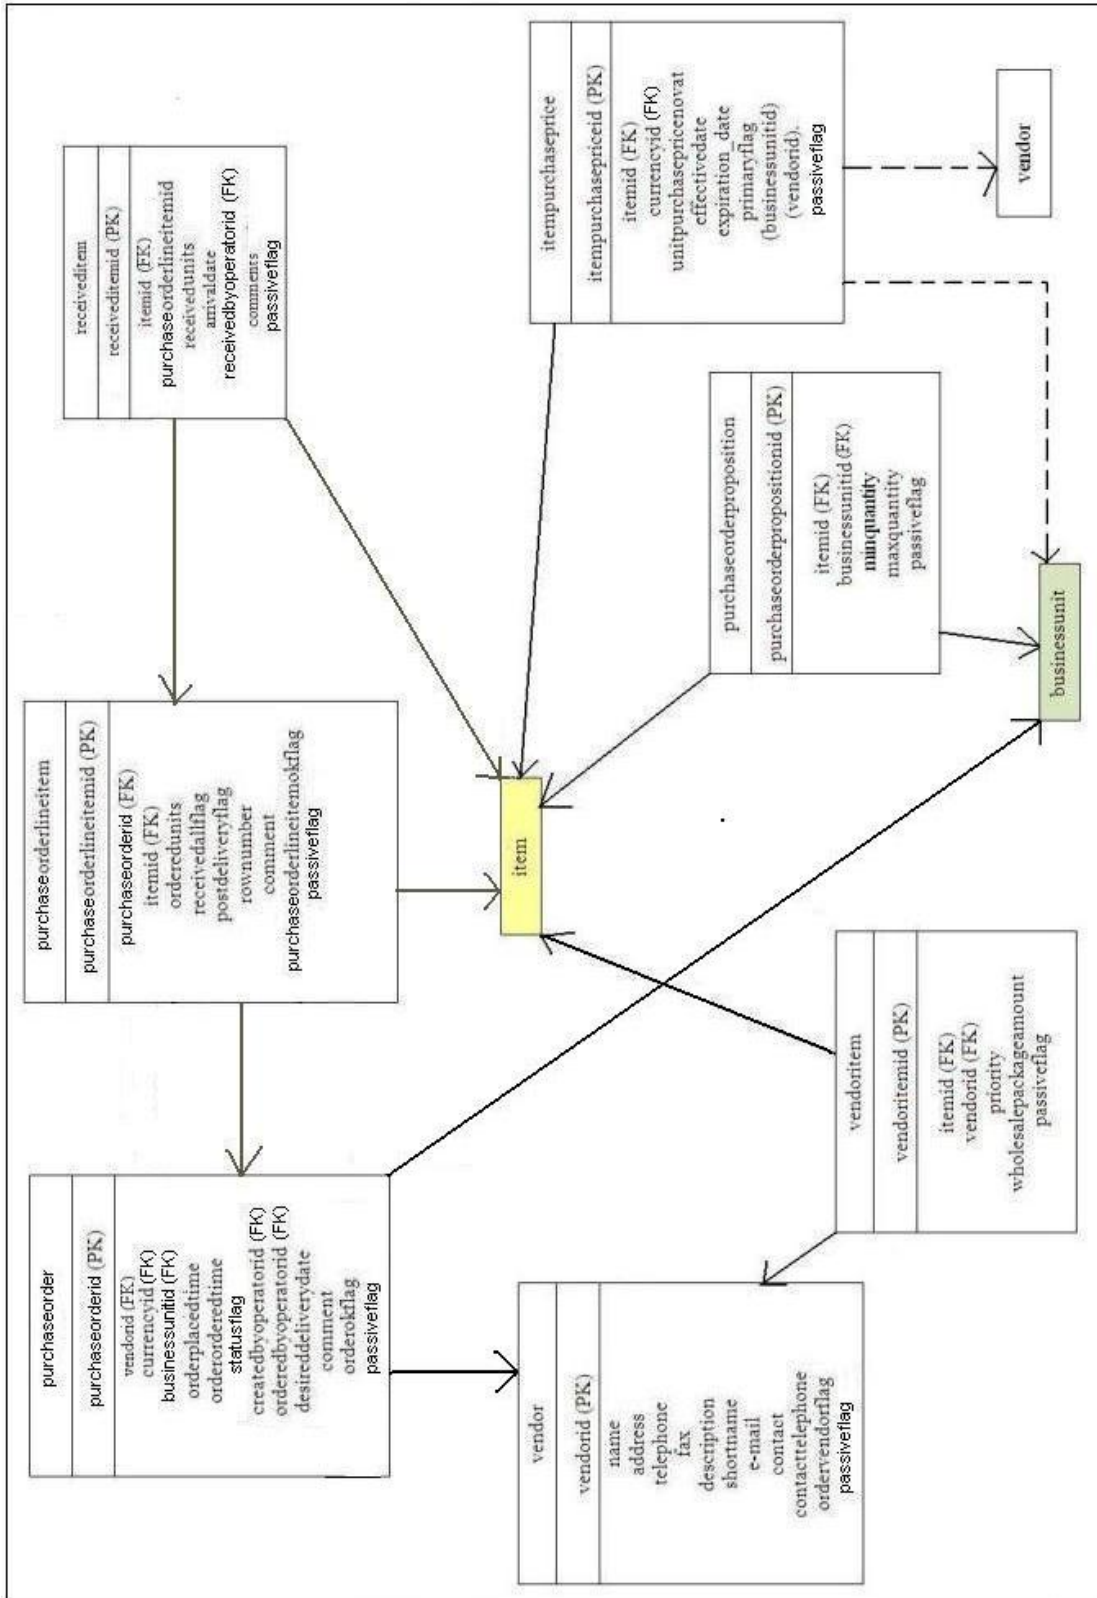 purchaseorder
purchaseorderid (PK)
vendorid (FK)
currencyid (FK)
businessunitid (FK)
orderplacedtime
orderorderedtime
statusflag
createdbyoperatorid (FK)
orderedbyoperatorid (FK)
desireddeliverydate
comment
orderokflag
passiveflag
purchaseorderlineitem
purchaseorderlineitemid (PK)
purchaseorderid (FK)
itemid (FK)
orderedunits
receivedallflag
postdeliveryflag
rownumber
comment
purchaseorderlineitemokflag
passiveflag
receiveditem
receiveditemid (PK)
itemid (FK)
purchaseorderlineitemid
receivedunits
arrivaldate
receivedbyoperatorid (FK)
comments
passiveflag
vendor
vendorid (PK)
name
address
telephone
fax
description
shortname
e-mail
contact
contacttelephone
ordervendorflag
passiveflag
item
itempurchaseprice
itempurchasepriceid (PK)
itemid (FK)
currencyid (FK)
unitpurchasepricenovat
effectivedate
expiration_date
primaryflag
(businessunitid)
(vendorid).
passiveflag
purchaseorderproposition
purchaseorderpropositionid (PK)
itemid (FK)
businessunitid (FK)
minquantity
maxquantity
passiveflag
vendoritem
vendoritemid (PK)
itemid (FK)
vendorid (FK)
priority
wholesalepackageamount
passiveflag
businessunit
vendor